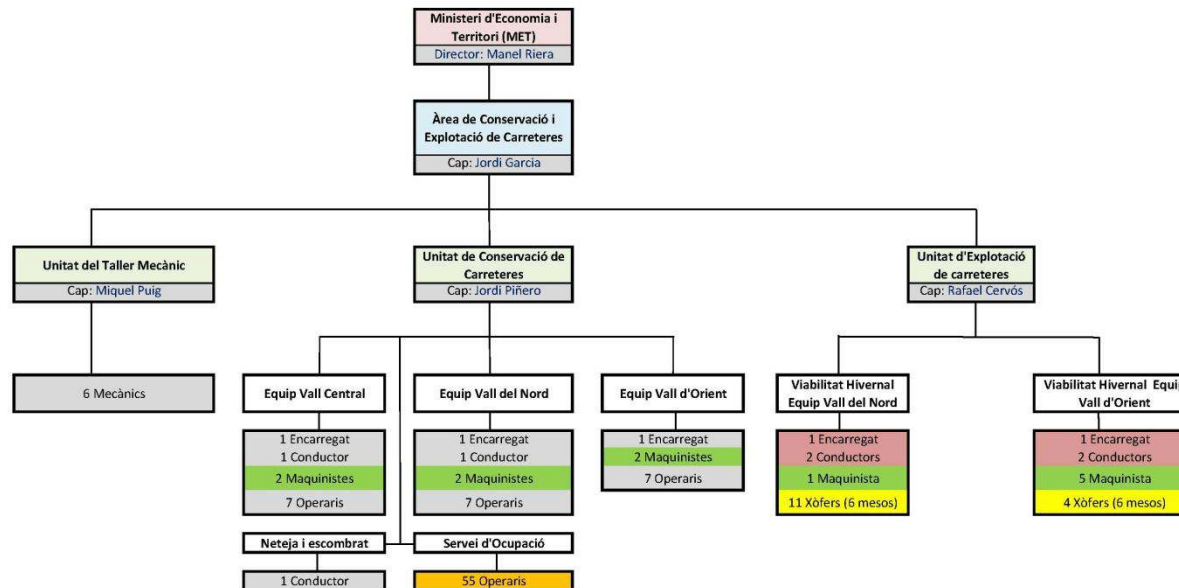 Ministeri d'Economia i
Territori (MET)
Director: Manel Riera
Àrea de Conservació i
Explotació de Carreteres
Cap: Jordi Garcia
Unitat del Taller Mecànic
Cap: Miquel Puig
Unitat de Conservació de
Carreteres
Cap: Jordi Piñero
Unitat d'Explotació
de carreteres
Cap: Rafael Cervós
6 Mecànics
Equip Vall Central
1 Encarregat
1 Conductor
2 Maquinistes
7 Operaris
Equip Vall del Nord
1 Encarregat
1 Conductor
2 Maquinistes
7 Operaris
Equip Vall d'Orient
1 Encarregat
2 Maquinistes
7 Operaris
Viabilitat Hivernal
Equip Vall del Nord
1 Encarregat
2 Conductors
1 Maquinista
11 Xòfers (6 mesos)
Viabilitat Hivernal Equip
Vall d'Orient
1 Encarregat
2 Conductors
5 Maquinista
4 Xòfers (6 mesos)
Neteja i escombrat
1 Conductor
Servei d'Ocupació
55 Operaris